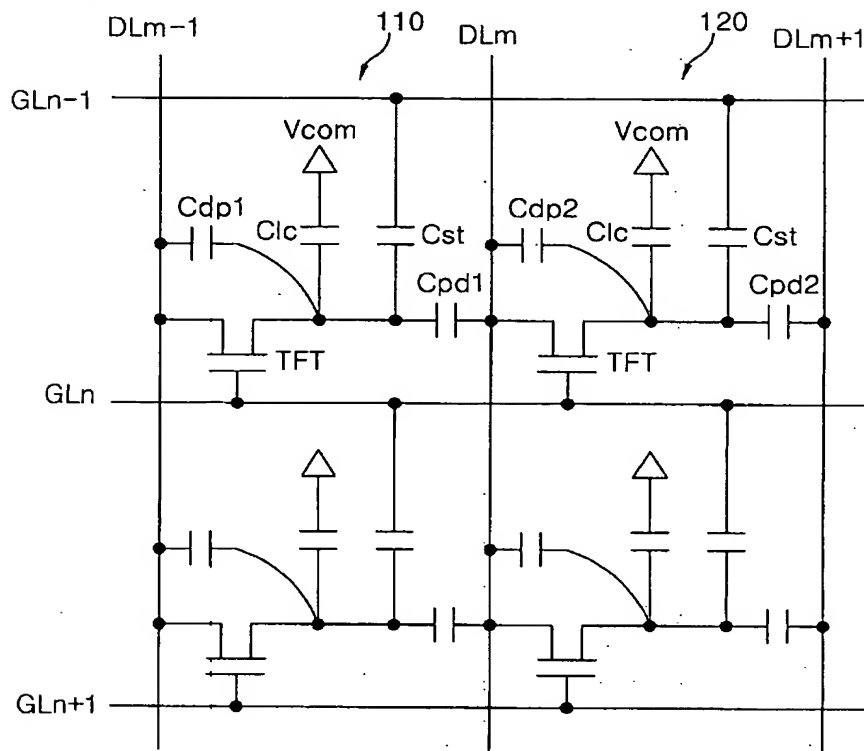 DLm-1 110 DLm 120 DLm+1
GLn-1
Vcom Vcom
Cdp1 Clc Cst Cdp2 Clc Cst
Cpd1 Cpd2
TFT TFT
GLn
GLn+1